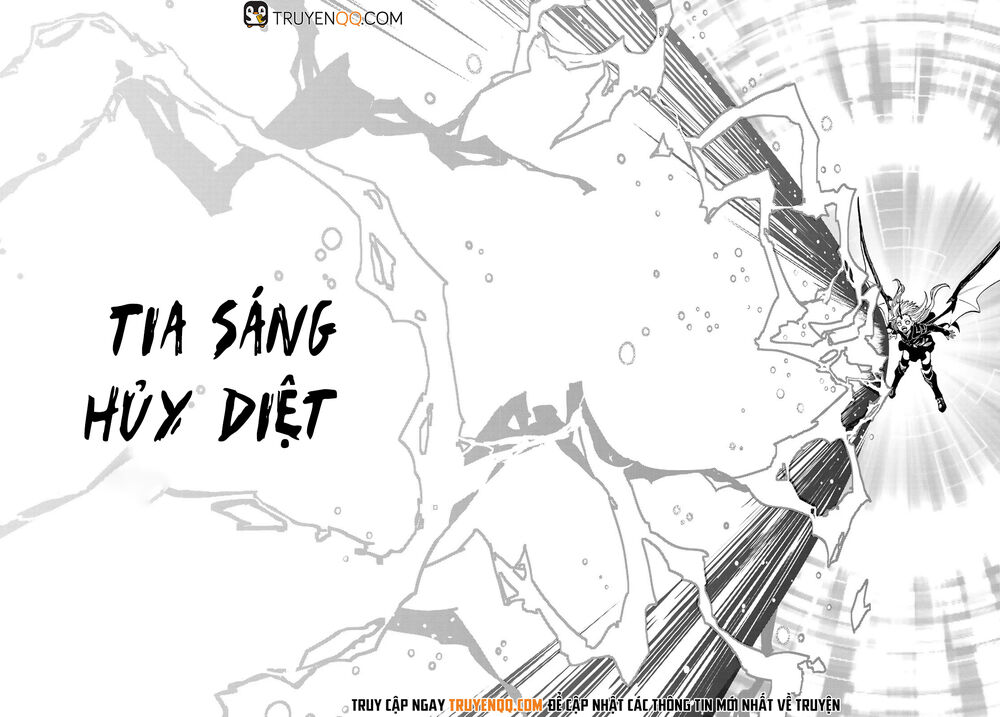 TRUYENQQ.COM
TIA SÁNG
HỦY DIỆT
TRUY CẬP NGAY TRUYENQQ.COM ĐỂ CẬP NHẬT CÁC THÔNG TIN MỚI NHẤT VỀ TRUYỆN